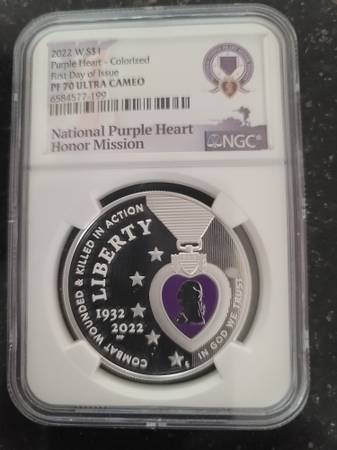 2022 W S$1
Purple Heart - Colorized
First Day of Issue
PF 70 ULTRA CAMEO
6584577-199
National Purple Heart
Honor Mission
NGC
COMBAT WOUNDED & KILLED IN ACTION
LIBERTY
1932
2022
IN GOD WE TRUST